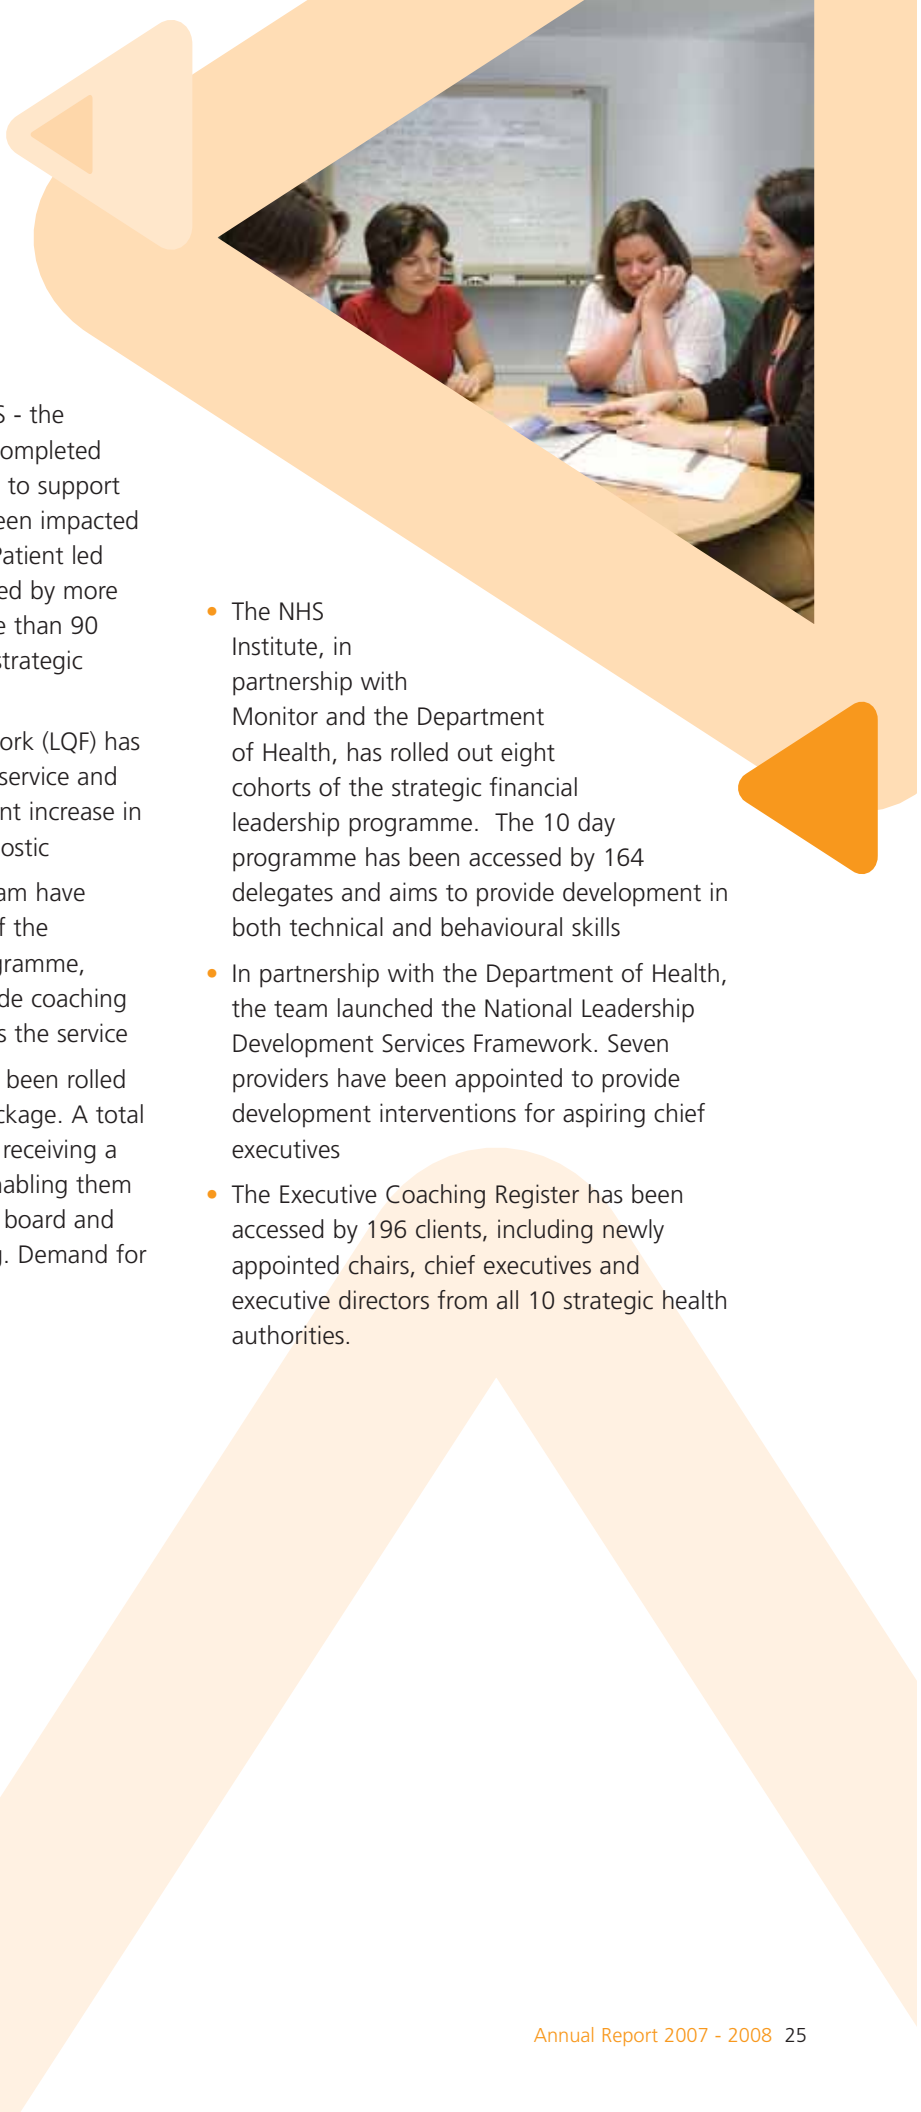 S - the
ompleted
to support
een impacted
Patient led
ed by more
e than 90
strategic
ork (LQF) has
service and
nt increase in
ostic
am have
f the
gramme,
de coaching
s the service
been rolled
ckage. A total
receiving a
nabling them
board and
g. Demand for
• The NHS
Institute, in
partnership with
Monitor and the Department
of Health, has rolled out eight
cohorts of the strategic financial
leadership programme. The 10 day
programme has been accessed by 164
delegates and aims to provide development in
both technical and behavioural skills
• In partnership with the Department of Health,
the team launched the National Leadership
Development Services Framework. Seven
providers have been appointed to provide
development interventions for aspiring chief
executives
• The Executive Coaching Register has been
accessed by 196 clients, including newly
appointed chairs, chief executives and
executive directors from all 10 strategic health
authorities.
Annual Report 2007 - 2008 25